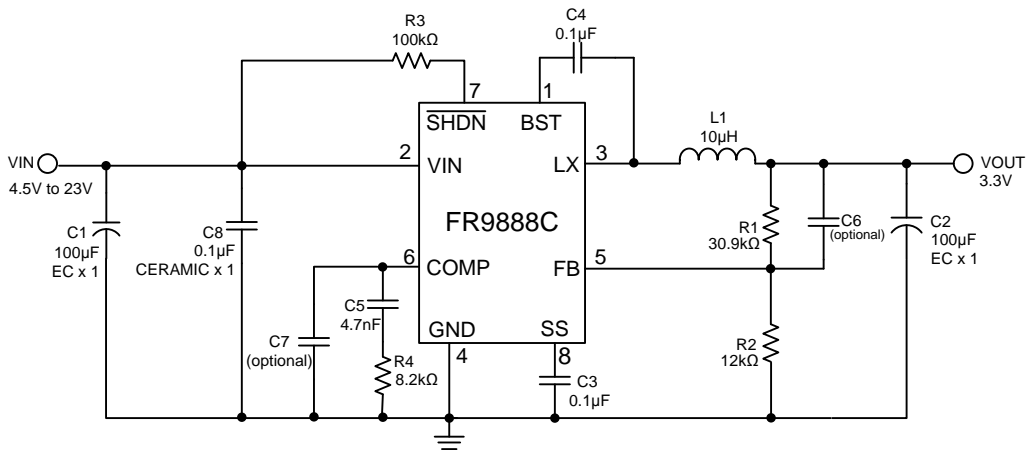 R3
100kΩ
C4
0.1µF
7
1
SHDN
BST
L1
10µH
VIN
4.5V to 23V
2
VIN
LX
3
VOUT
3.3V
FR9888C
C1
100µF
EC x 1
C8
0.1µF
CERAMIC x 1
R1
30.9kΩ
C6
(optional)
C2
100µF
EC x 1
6
COMP
FB
5
C5
4.7nF
C7
(optional)
R4
8.2kΩ
GND
SS
4
8
C3
0.1µF
R2
12kΩ